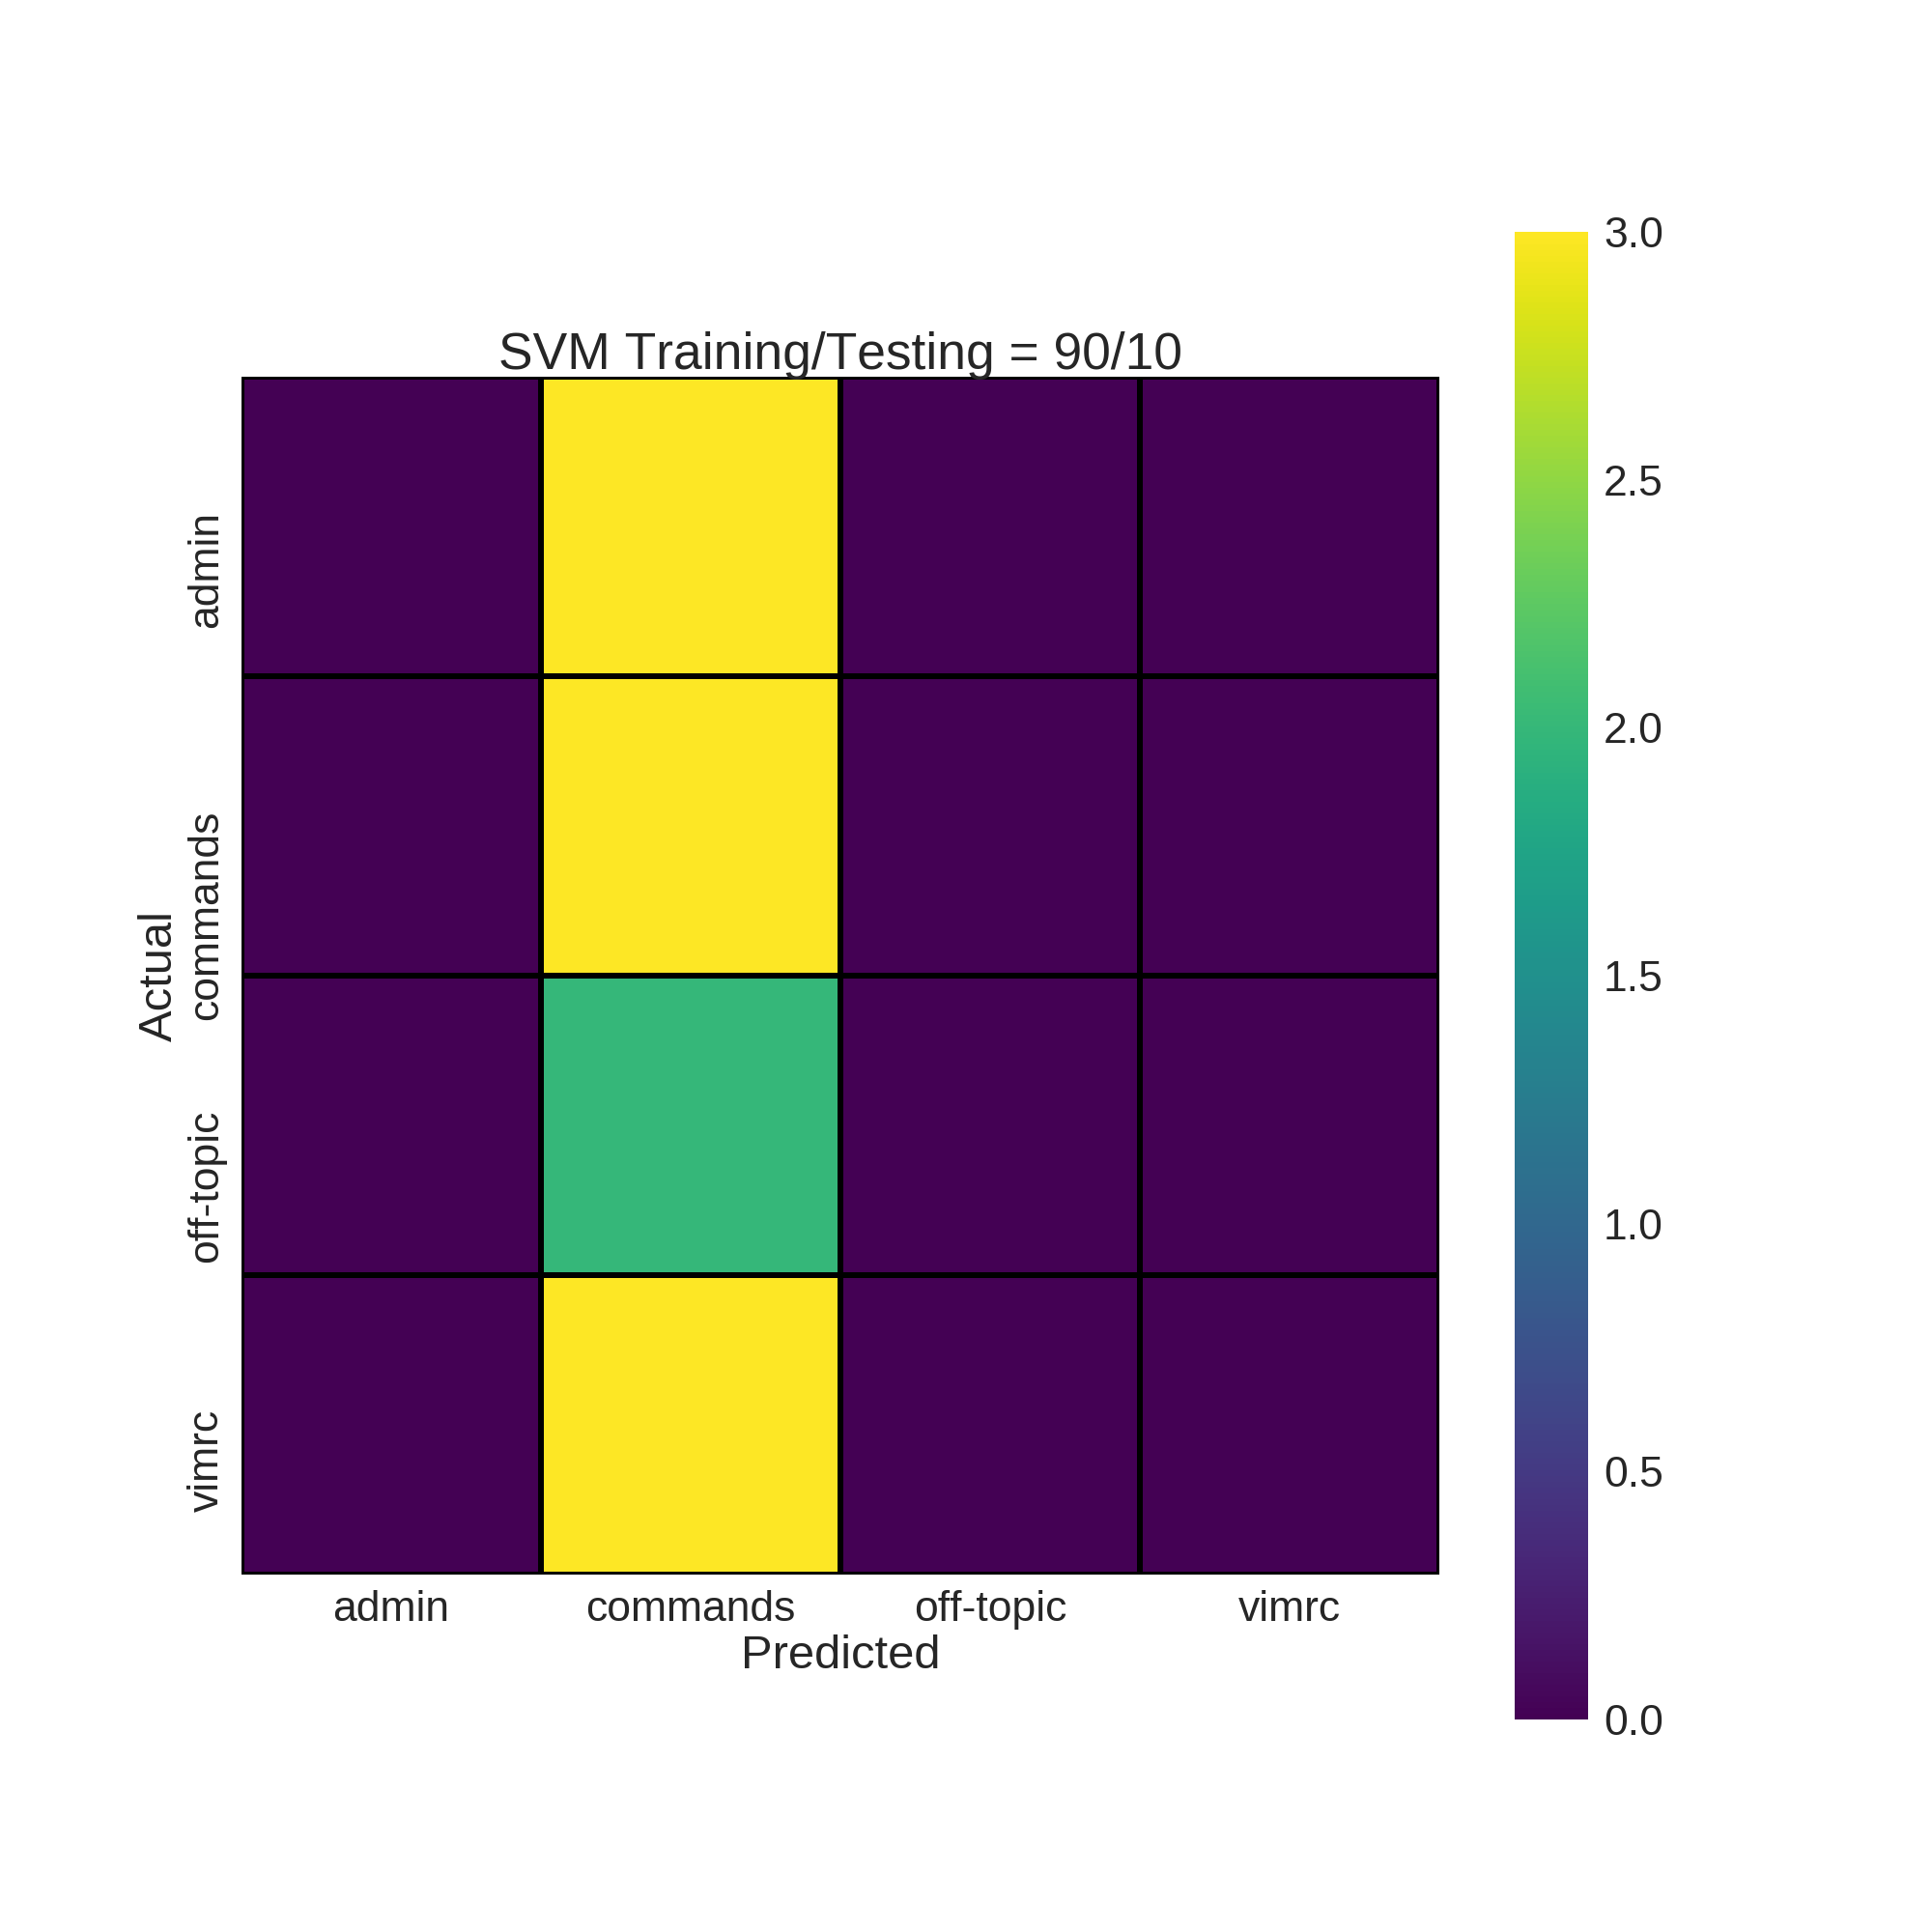 SVM Training/Testing = 90/10
Actual
admin
commands
off-topic
vimrc
admin commands off-topic vimrc
Predicted
3.0
2.5
2.0
1.5
1.0
0.5
0.0